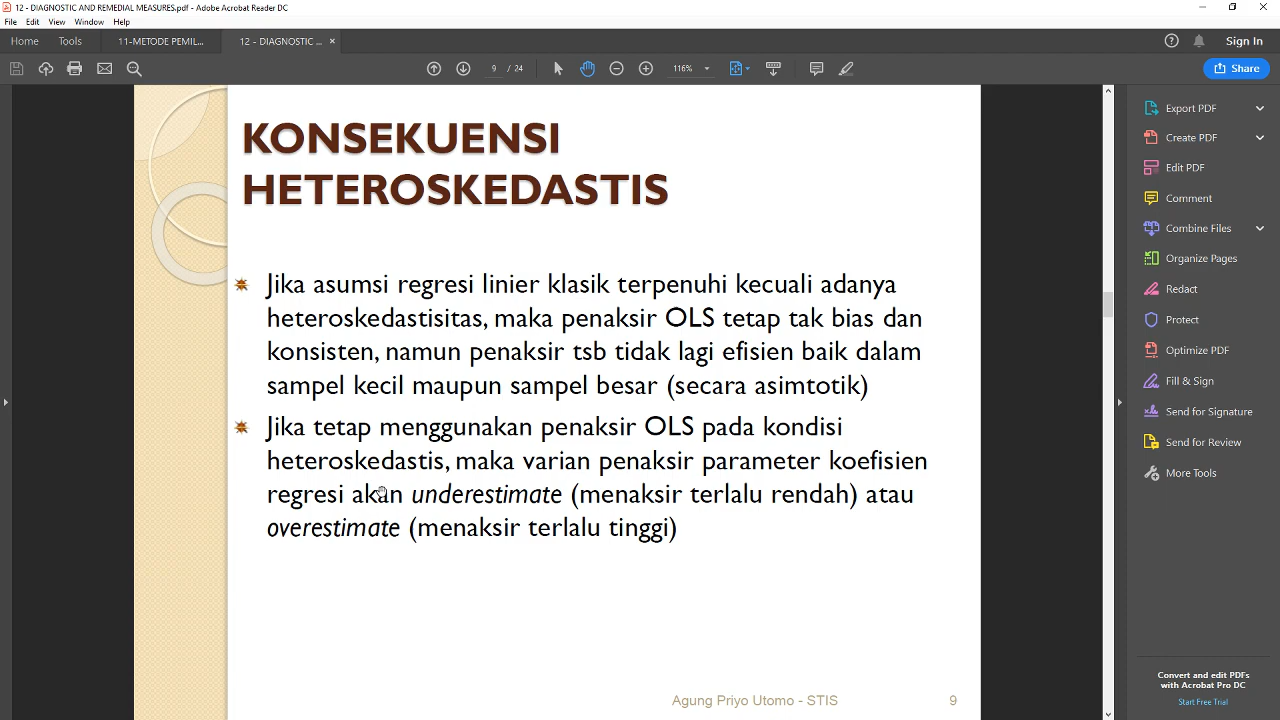 12 - DIAGNOSTIC AND REMEDIAL MEASURES.pdf - Adobe Acrobat Reader DC
File Edit View Window Help
Home Tools 11-METODE PEMIL... 12 - DIAGNOSTIC ... × Sign In
9 / 24 116% Share
KONSEKUENSI
HETEROSKEDASTIS
Jika asumsi regresi linier klasik terpenuhi kecuali adanya
heteroskedastisitas, maka penaksir OLS tetap tak bias dan
konsisten, namun penaksir tsb tidak lagi efisien baik dalam
sampel kecil maupun sampel besar (secara asimtotik)
Jika tetap menggunakan penaksir OLS pada kondisi
heteroskedastis, maka varian penaksir parameter koefisien
regresi akan underestimate (menaksir terlalu rendah) atau
overestimate (menaksir terlalu tinggi)
Agung Priyo Utomo - STIS 9
Export PDF
Create PDF
Edit PDF
Comment
Combine Files
Organize Pages
Redact
Protect
Optimize PDF
Fill & Sign
Send for Signature
Send for Review
More Tools
Convert and edit PDFs
with Acrobat Pro DC
Start Free Trial